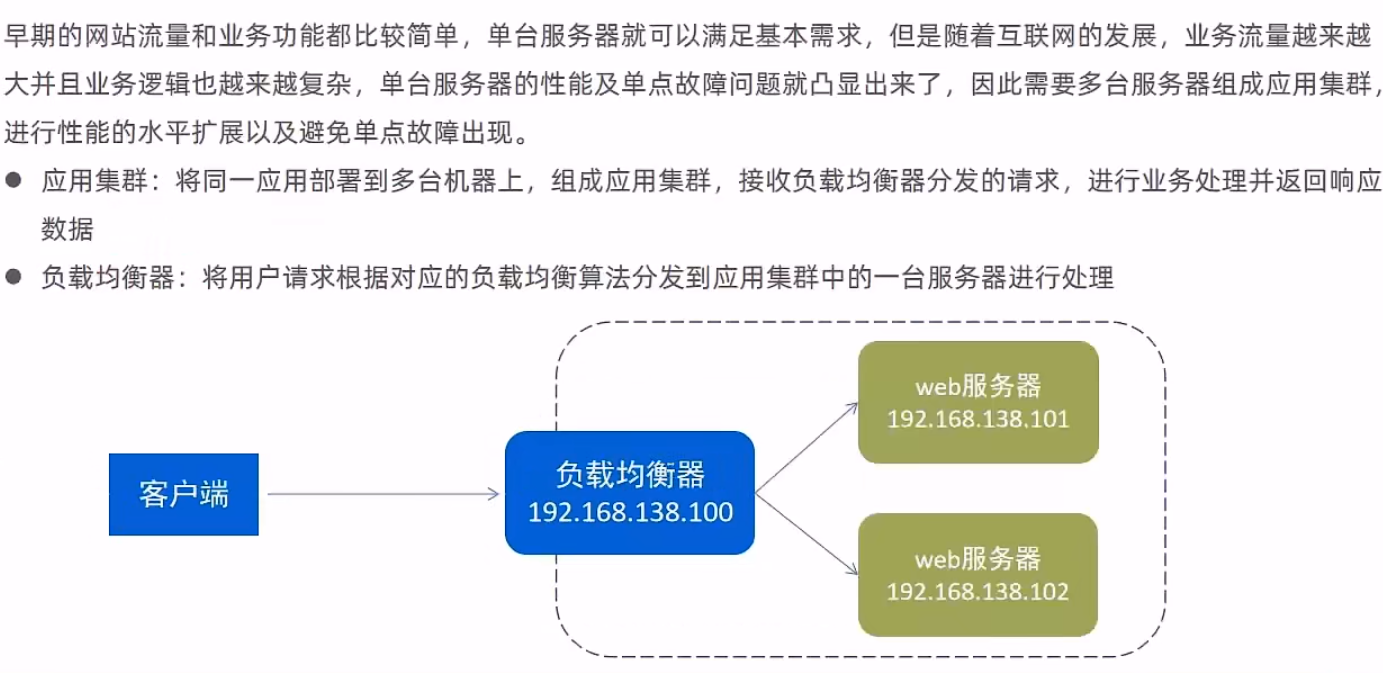 早期的网站流量和业务功能都比较简单，单台服务器就可以满足基本需求，但是随着互联网的发展，业务流量越来越
大并且业务逻辑也越来越复杂，单台服务器的性能及单点故障问题就凸显出来了，因此需要多台服务器组成应用集群，
进行性能的水平扩展以及避免单点故障出现。
● 应用集群：将同一应用部署到多台机器上，组成应用集群，接收负载均衡器分发的请求，进行业务处理并返回响应
数据
● 负载均衡器：将用户请求根据对应的负载均衡算法分发到应用集群中的一台服务器进行处理
客户端
负载均衡器
192.168.138.100
web服务器
192.168.138.101
web服务器
192.168.138.102